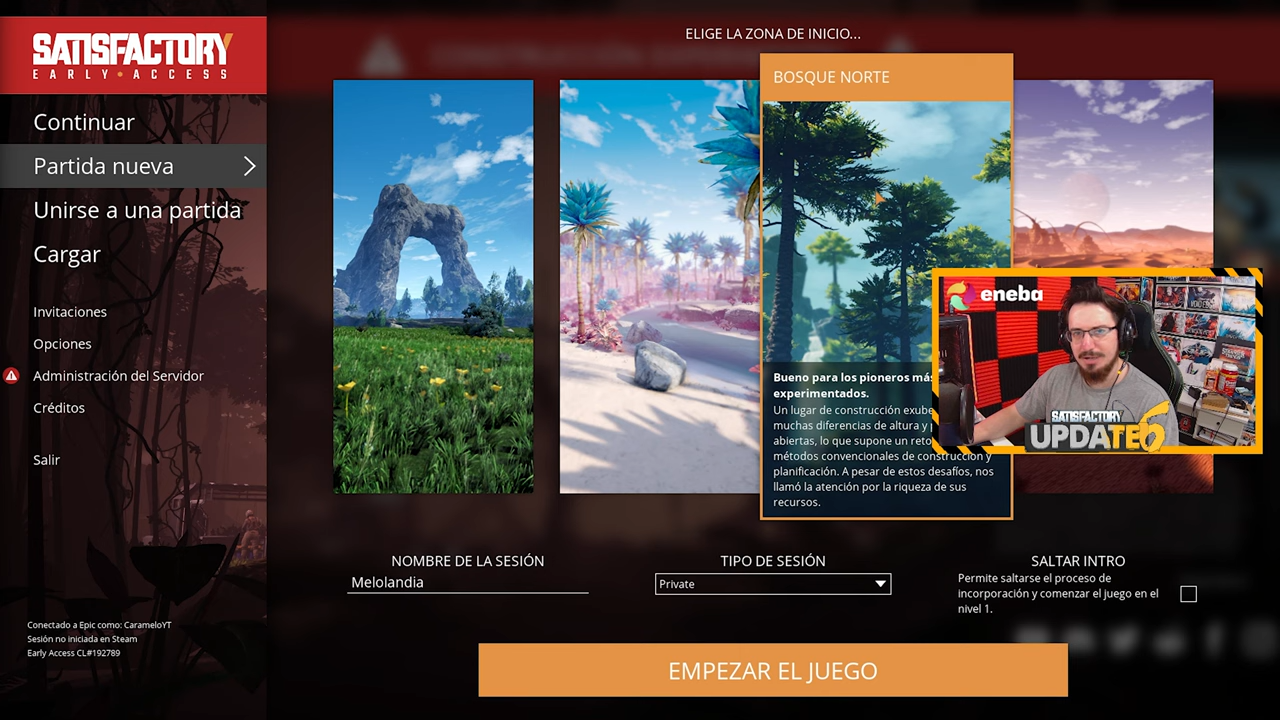 SATISFACTORY
EARLY ACCESS
Continuar
Partida nueva
Unirse a una partida
Cargar
Invitaciones
Opciones
Administración del Servidor
Créditos
Salir
Conectado a Epic como: CarameloYT
Sesión no iniciada en Steam
Early Access CL#192789
ELIGE LA ZONA DE INICIO...
BOSQUE NORTE
Bueno para los pioneros más
experimentados.
Un lugar de construcción
muchas diferencias de altura y
abiertas, lo que supone un
métodos convencionales de construcción y
planificación. A pesar de estos desafíos, nos
llamó la atención por la riqueza de sus
recursos.
eneba
SATISFACTORY
UPDATE 6
NOMBRE DE LA SESIÓN
Melolandia
TIPO DE SESIÓN
Private
SALTAR INTRO
Permite saltarse el proceso de
incorporación y comenzar el juego en el
nivel 1.
EMPEZAR EL JUEGO